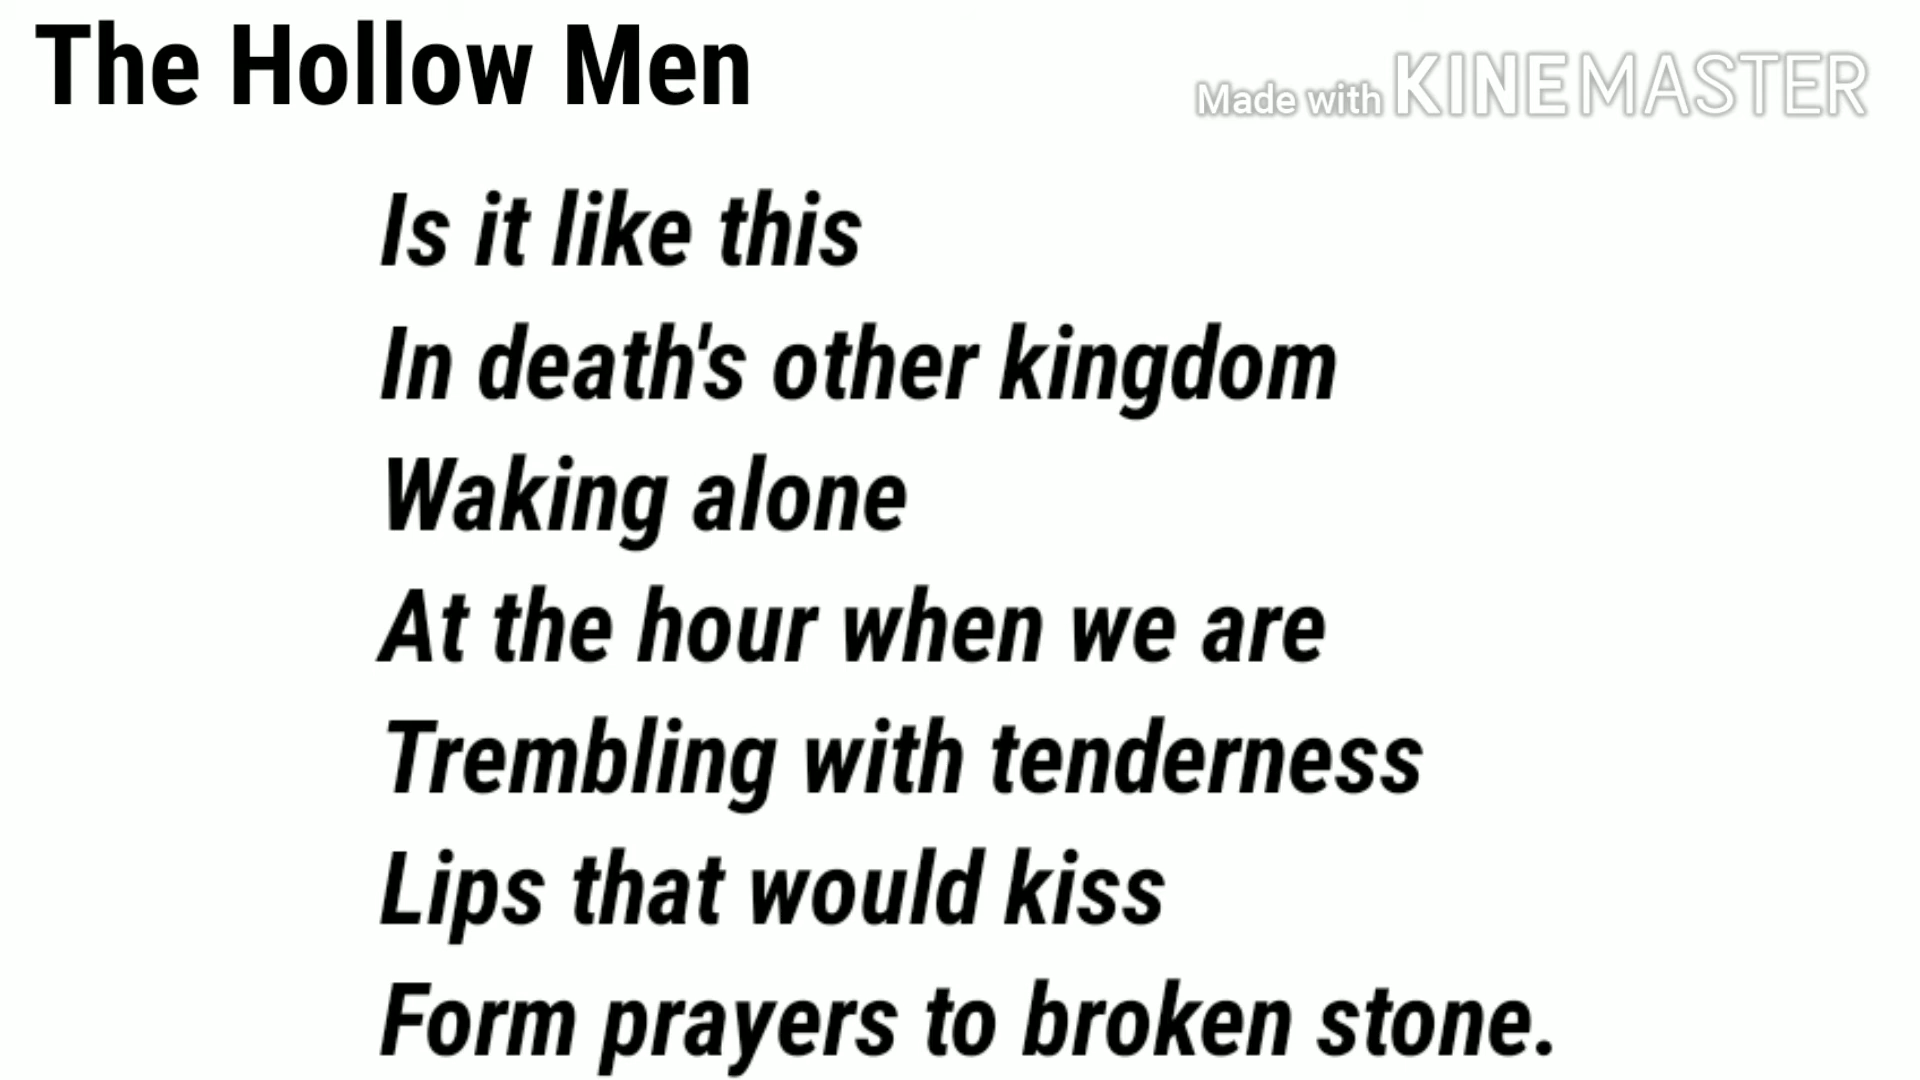 The Hollow Men
Made with KINEMASTER
Is it like this
In death's other kingdom
Waking alone
At the hour when we are
Trembling with tenderness
Lips that would kiss
Form prayers to broken stone.